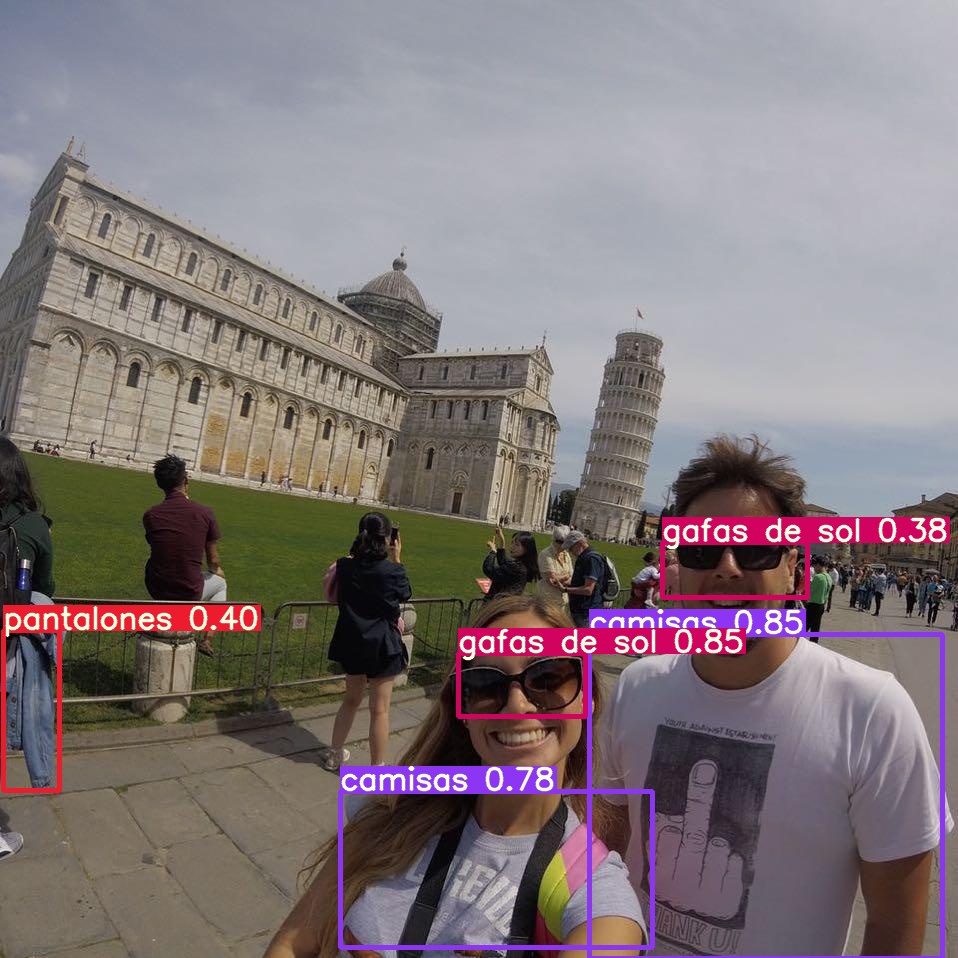 gafas de sol 0.38
pantalones 0.40
camisas 0.85
gafas de sol 0.85
YOUTH AGAINST ESTABLISHMENT
camisas 0.78